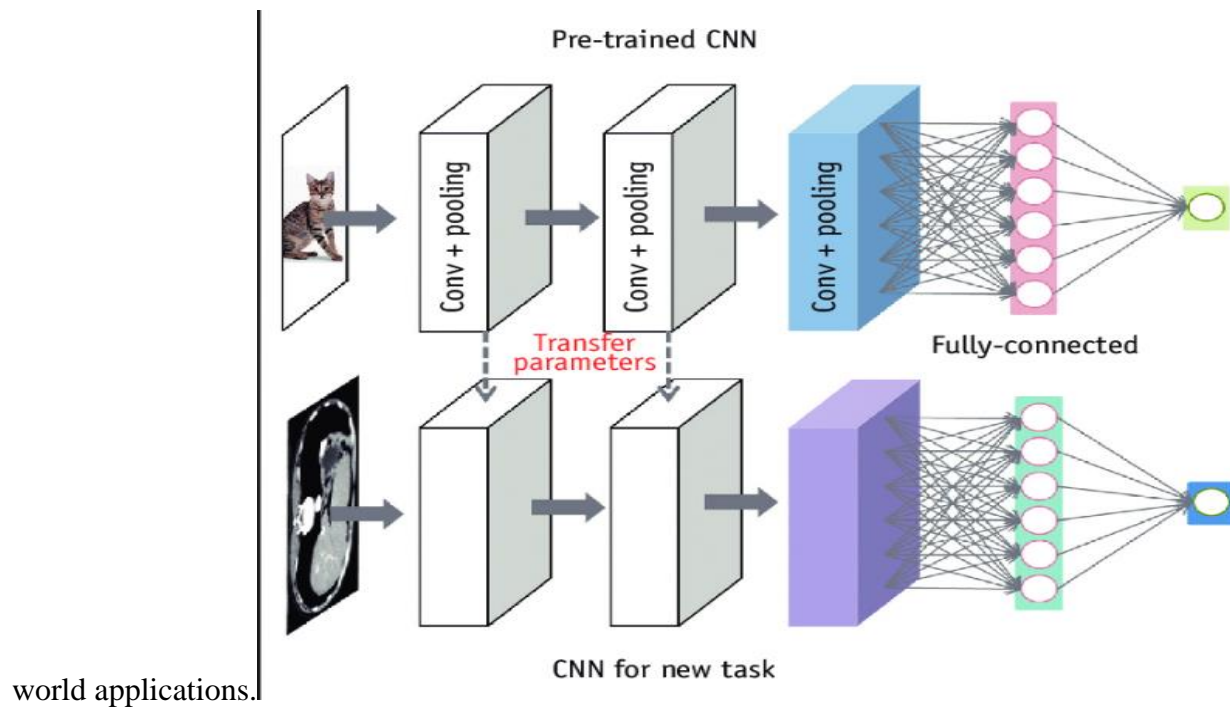 Pre-trained CNN
Conv + pooling
Conv + pooling
Conv + pooling
Transfer
parameters
Fully-connected
CNN for new task
world applications.